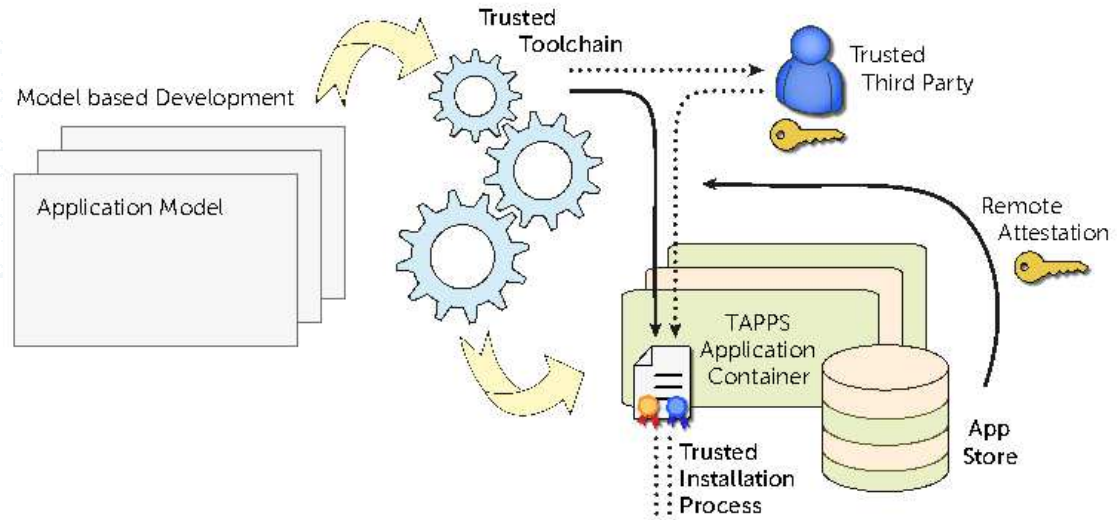 Trusted
Toolchain
Trusted
Third Party
Model based Development
Application Model
Remote
Attestation
TAPPS
Application
Container
App
Store
Trusted
Installation
Process